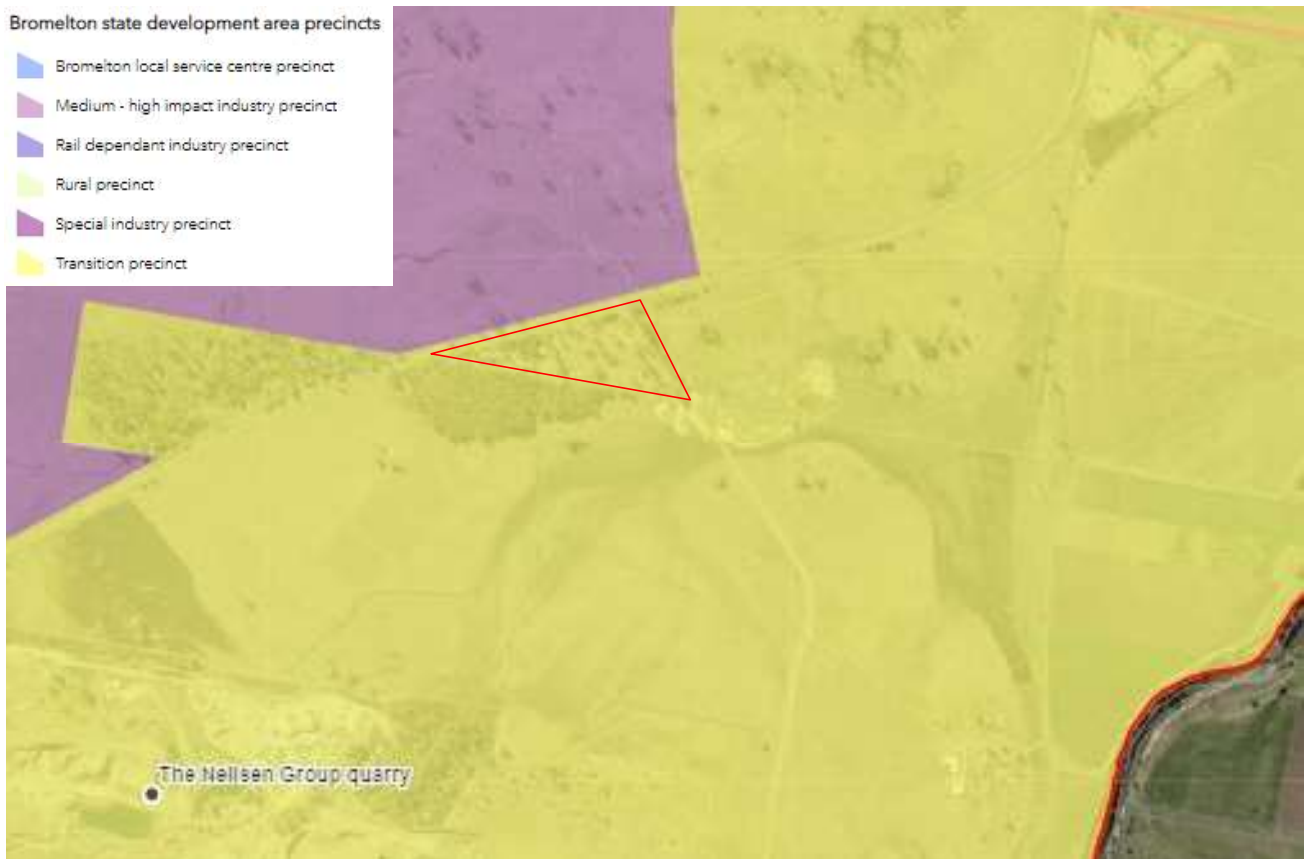 Bromelton state development area precincts
Bromelton local service centre precinct
Medium - high impact industry precinct
Rail dependant industry precinct
Rural precinct
Special industry precinct
Transition precinct
The Neilsen Group quarry